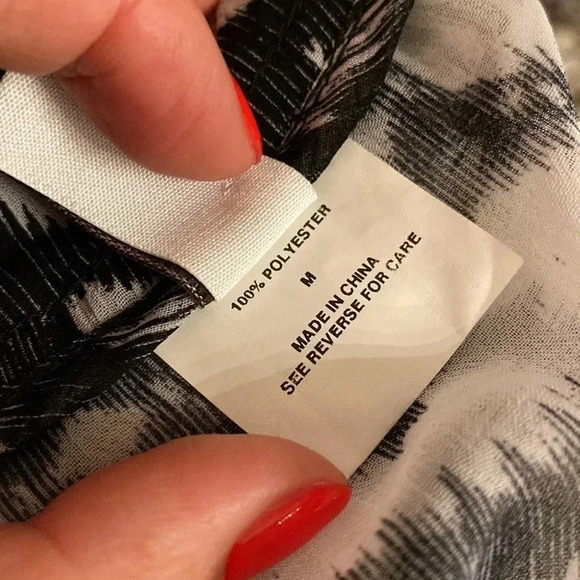 100% POLYESTER
M
MADE IN CHINA
SEE REVERSE FOR CARE